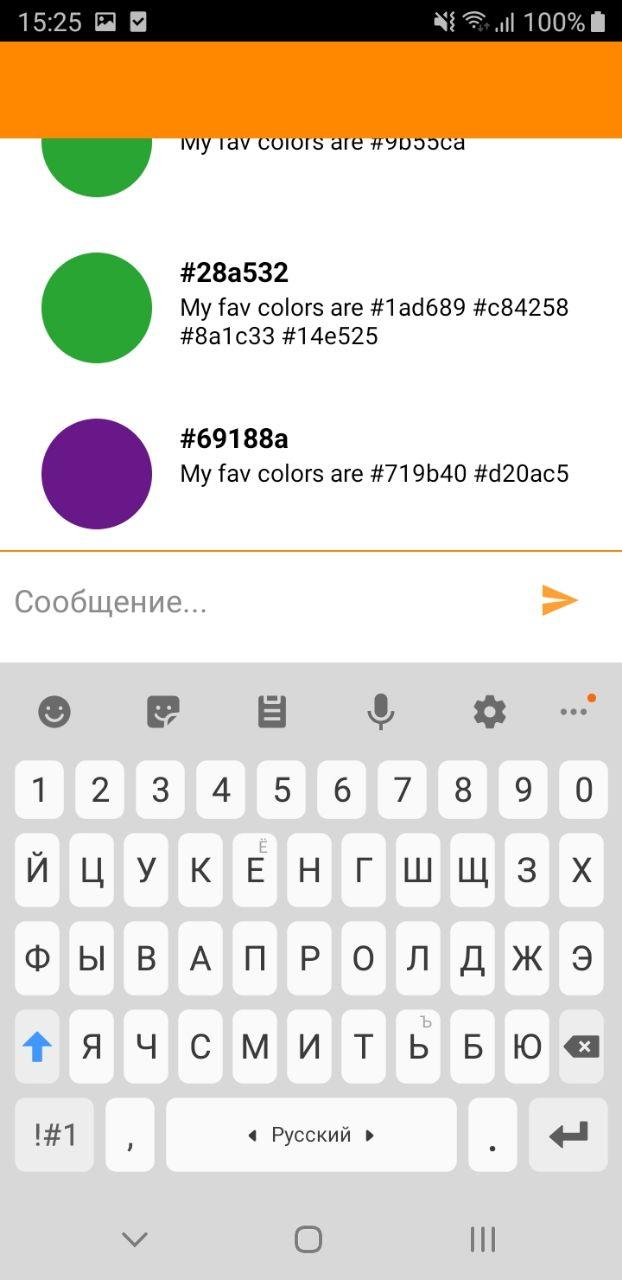 15:25 100%
My fav colors are #9b55ca
#28a532
My fav colors are #1ad689 #c84258
#8a1c33 #14e525
#69188a
My fav colors are #719b40 #d20ac5
Сообщение...
1 2 3 4 5 6 7 8 9 0
Й Ц У К Е Ё Н Г Ш Щ З Х
Ф Ы В А П Р О Л Д Ж Э
Я Ч С М И Т Ь Ъ Б Ю
!#1 , Русский .